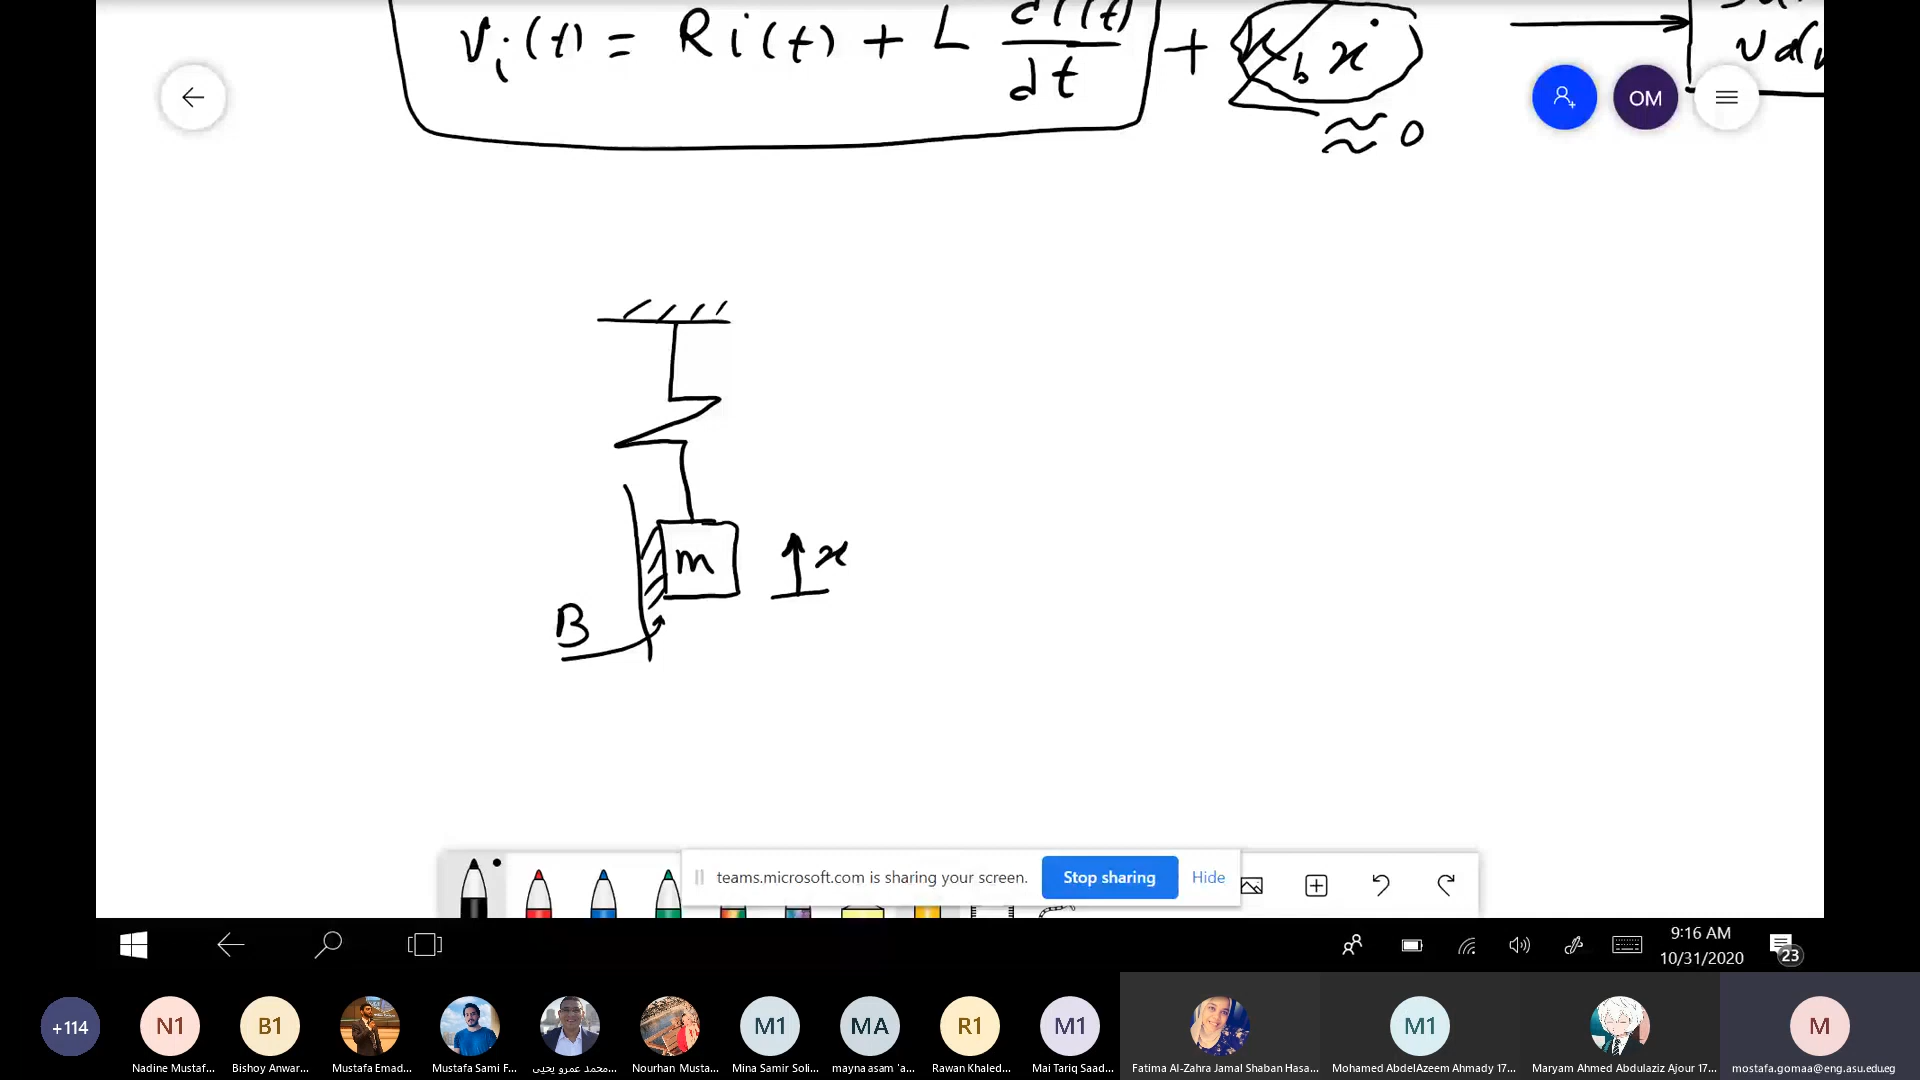 vi(t) = Ri(t) + L di(t)/dt + Kb ẋ
≈ 0
OM
m
x
B
teams.microsoft.com is sharing your screen.
Stop sharing
Hide
9:16 AM
10/31/2020
23
+114
N1
B1
M1
MA
R1
M1
M1
M
Nadine Mustaf...
Bishoy Anwar...
Mustafa Emad...
Mustafa Sami F...
محمد عمرو يحيى...
Nourhan Musta...
Mina Samir Soli...
mayna asam 'a...
Rawan Khaled...
Mai Tariq Saad...
Fatima Al-Zahra Jamal Shaban Hasa...
Mohamed AbdelAzeem Ahmady 17...
Maryam Ahmed Abdulaziz Ajour 17...
mostafa.gomaa@eng.asu.edu.eg